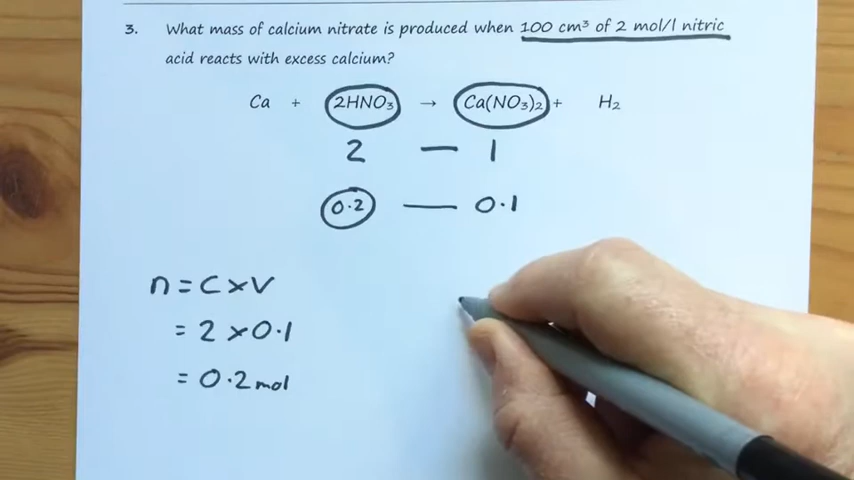 3. What mass of calcium nitrate is produced when 100 cm³ of 2 mol/l nitric
acid reacts with excess calcium?
Ca + 2HNO₃ → Ca(NO₃)₂ + H₂
2 — 1
0.2 — 0.1
n = C x V
= 2 x 0.1
= 0.2 mol